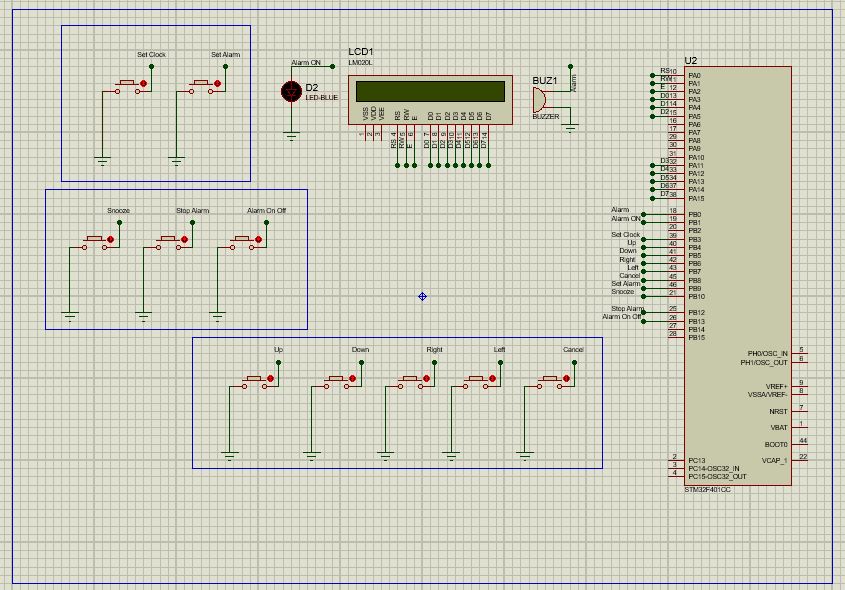 Set Clock
Set Alarm
Alarm ON
D2
LED-BLUE
LCD1
LM020L
VSS
VDD
VEE
RS
RW
E
D0
D1
D2
D3
D4
D5
D6
D7
1
2
3
RS 4
RW 5
E 6
D0 7
D1 8
D2 9
D3 10
D4 11
D5 12
D6 13
D7 14
BUZ1
BUZZER
Alarm
Snooze
Stop Alarm
Alarm On Off
Up
Down
Right
Left
Cancel
U2
RS 10 PA0
RW 11 PA1
E 12 PA2
D0 13 PA3
D1 14 PA4
D2 15 PA5
16 PA6
17 PA7
29 PA8
30 PA9
31 PA10
D3 32 PA11
D4 33 PA12
D5 34 PA13
D6 37 PA14
D7 38 PA15
Alarm 18 PB0
Alarm ON 19 PB1
20 PB2
Set Clock 39 PB3
Up 40 PB4
Down 41 PB5
Right 42 PB6
Left 43 PB7
Cancel 45 PB8
Set Alarm 46 PB9
Snooze 21 PB10
Stop Alarm 25 PB12
Alarm On Off 26 PB13
27 PB14
28 PB15
PH0/OSC_IN 5
PH1/OSC_OUT 6
VREF+ 9
VSSA/VREF- 8
NRST 7
VBAT 1
BOOT0 44
VCAP_1 22
2 PC13
3 PC14-OSC32_IN
4 PC15-OSC32_OUT
STM32F401CC